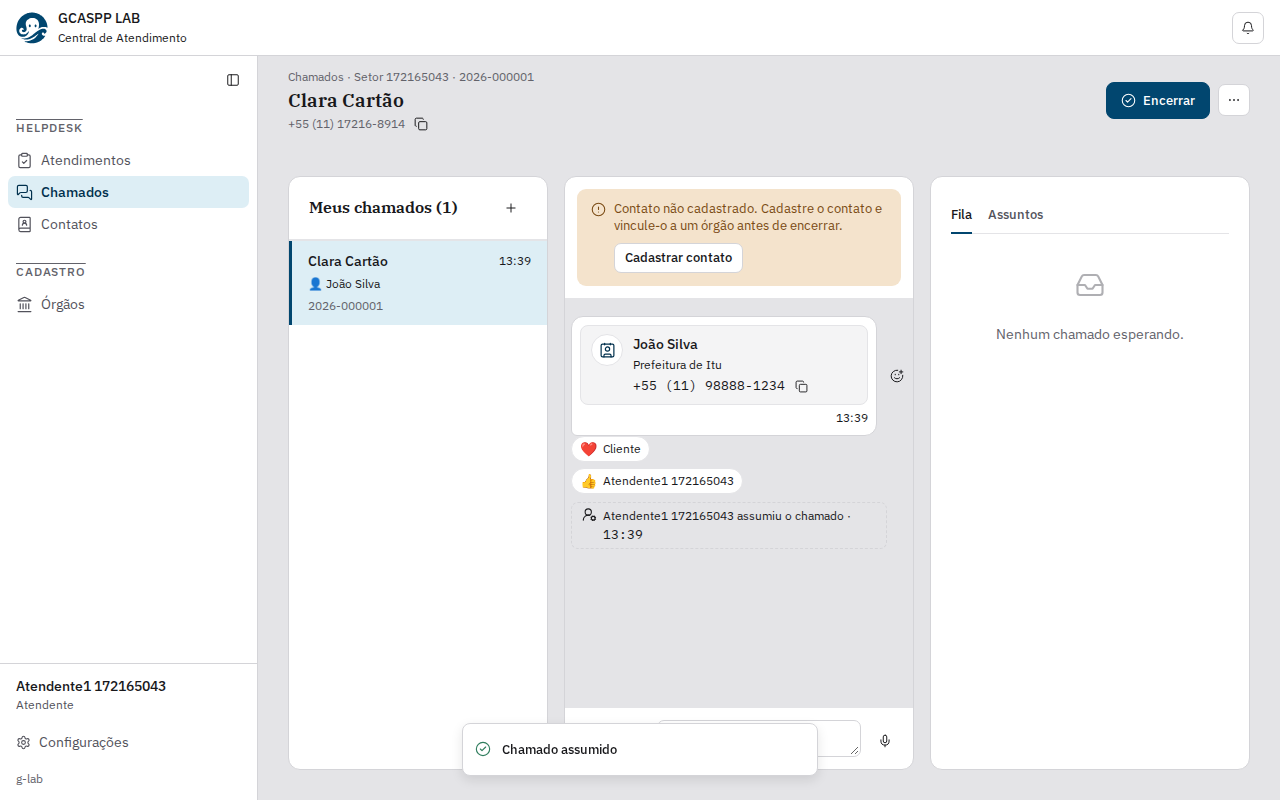 GCASPP LAB
Central de Atendimento
HELPDESK
Atendimentos
Chamados
Contatos
CADASTRO
Órgãos
Atendente1 172165043
Atendente
Configurações
g-lab
Chamados · Setor 172165043 · 2026-000001
Clara Cartão
+55 (11) 17216-8914
Encerrar
Meus chamados (1)
Clara Cartão
13:39
👤 João Silva
2026-000001
Contato não cadastrado. Cadastre o contato e
vincule-o a um órgão antes de encerrar.
Cadastrar contato
João Silva
Prefeitura de Itu
+55 (11) 98888-1234
13:39
❤️ Cliente
👍 Atendente1 172165043
Atendente1 172165043 assumiu o chamado ·
13:39
Chamado assumido
Fila
Assuntos
Nenhum chamado esperando.